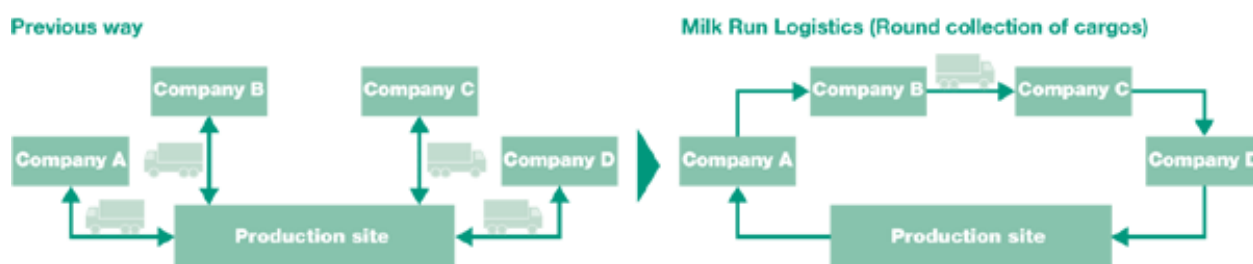 Previous way
Milk Run Logistics (Round collection of cargos)
Company B
Company C
Company A
Company D
Production site
Company B
Company C
Company A
Company D
Production site